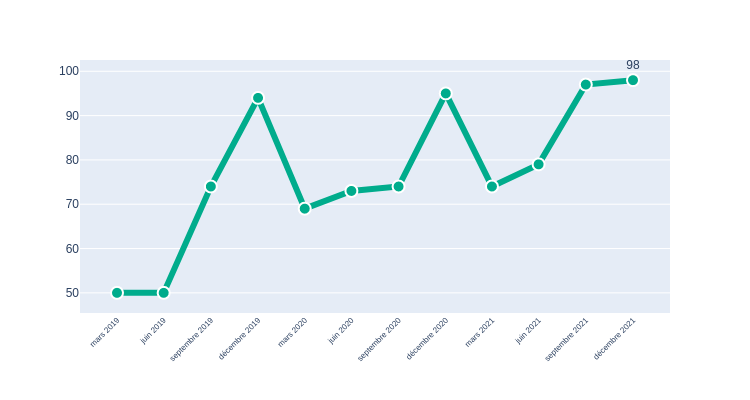 98
100
90
80
70
60
50
mars 2019
juin 2019
septembre 2019
décembre 2019
mars 2020
juin 2020
septembre 2020
décembre 2020
mars 2021
juin 2021
septembre 2021
décembre 2021